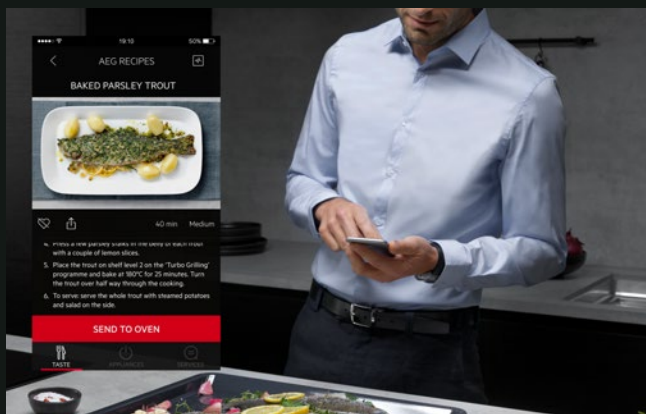 19:10 50%
AEG RECIPES
BAKED PARSLEY TROUT
40 min Medium
4. Press a few parsley stalks in the belly of each trout
with a couple of lemon slices.
5. Place the trout on shelf level 2 on the 'Turbo Grilling'
programme and bake at 180°C for 25 minutes. Turn
the trout over half way through the cooking.
6. To serve: serve the whole trout with steamed potatoes
and salad on the side.
SEND TO OVEN
TASTE APPLIANCES SERVICES